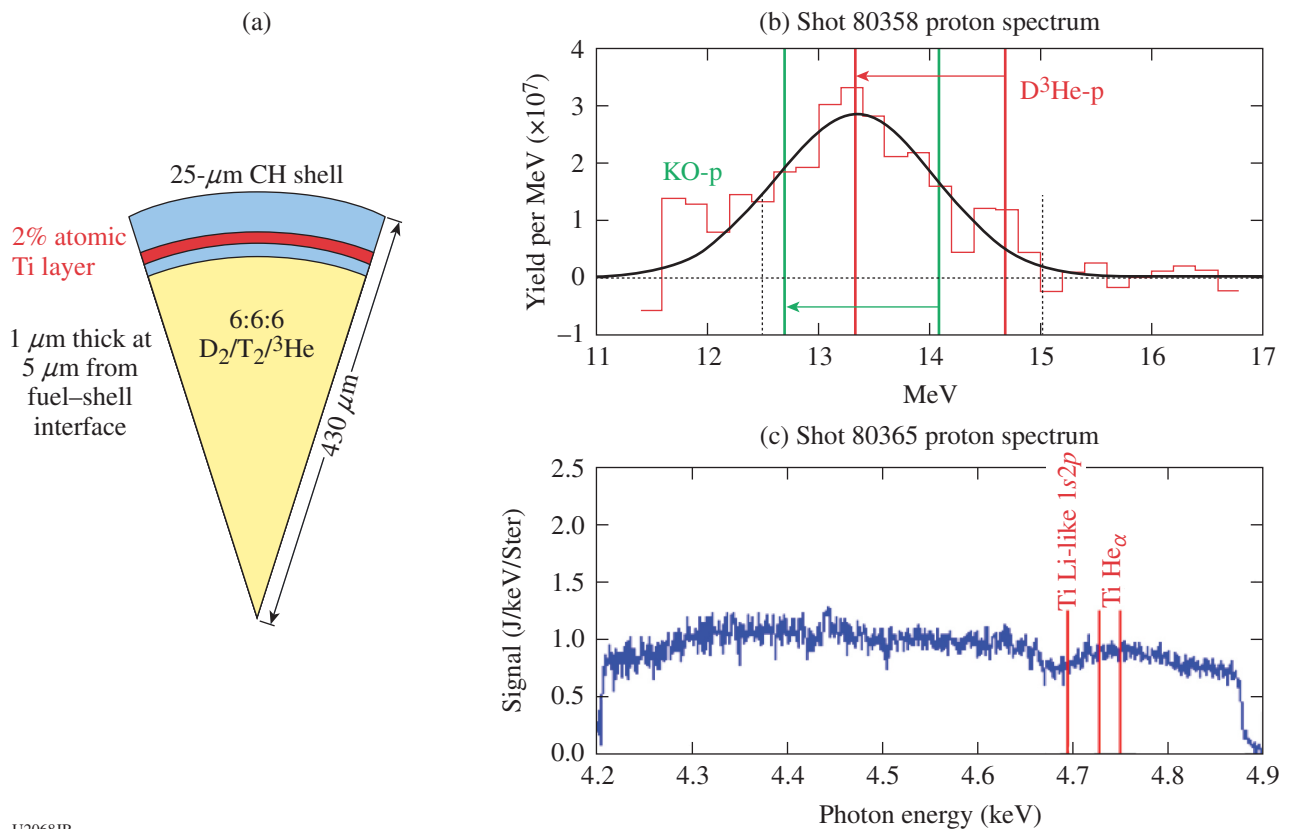 (a)
25-μm CH shell
2% atomic
Ti layer
6:6:6
D₂/T₂/³He
1 μm thick at
5 μm from
fuel–shell
interface
430 μm
(b) Shot 80358 proton spectrum
Yield per MeV (×10⁷)
4
3
2
1
0
–1
D³He-p
KO-p
11 12 13 14 15 16 17
MeV
(c) Shot 80365 proton spectrum
Signal (J/keV/Ster)
2.5
2.0
1.5
1.0
0.5
0.0
Ti Li-like 1s2p
Ti Heα
4.2 4.3 4.4 4.5 4.6 4.7 4.8 4.9
Photon energy (keV)